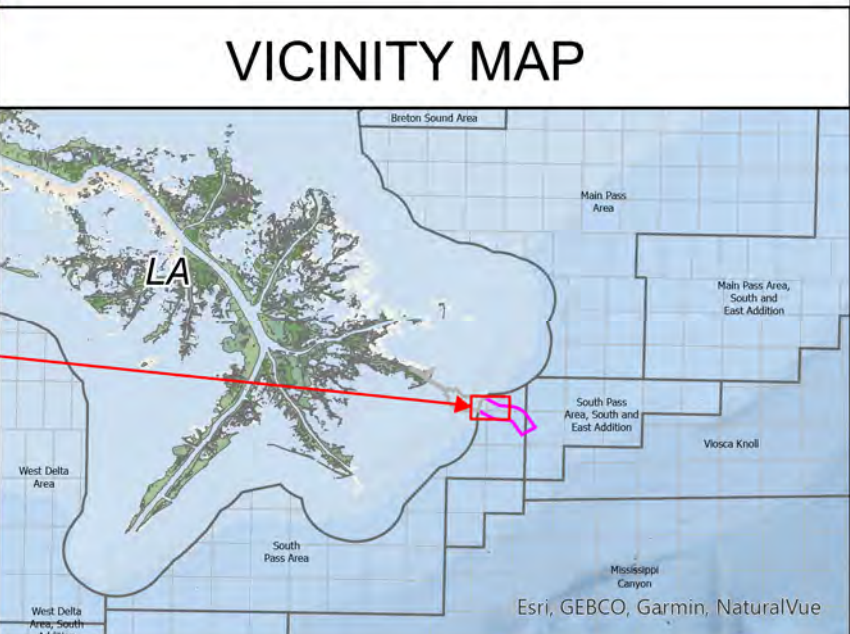 VICINITY MAP
Breton Sound Area
Main Pass
Area
LA
Main Pass Area,
South and
East Addition
South Pass
Area, South and
East Addition
Viosca Knoll
West Delta
Area
South
Pass Area
Mississippi
Canyon
West Delta
Area, South
Esri, GEBCO, Garmin, NaturalVue